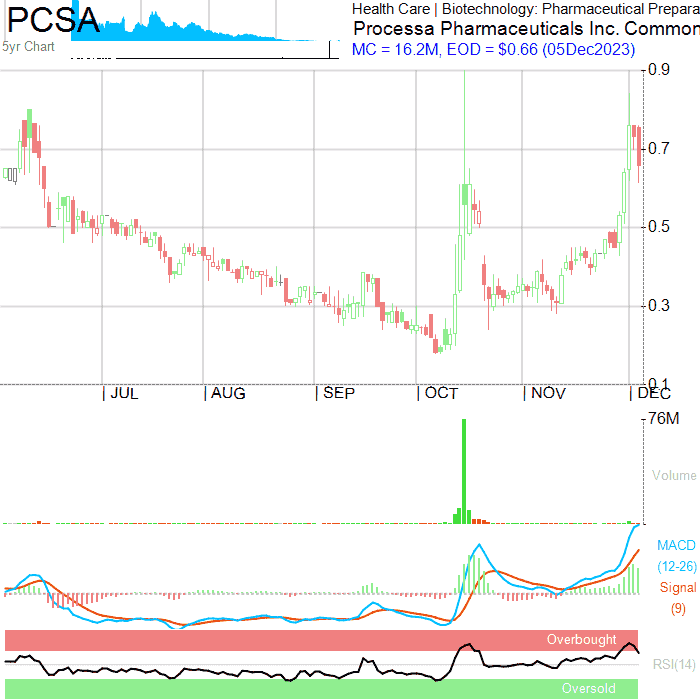 PCSA
5yr Chart
Health Care | Biotechnology: Pharmaceutical Prepara
Processa Pharmaceuticals Inc. Common
MC = 16.2M, EOD = $0.66 (05Dec2023)
0.9
0.7
0.5
0.3
0.1
| JUL | AUG | SEP | OCT | NOV | DEC
76M
Volume
MACD
(12-26)
Signal
(9)
Overbought
RSI(14)
Oversold